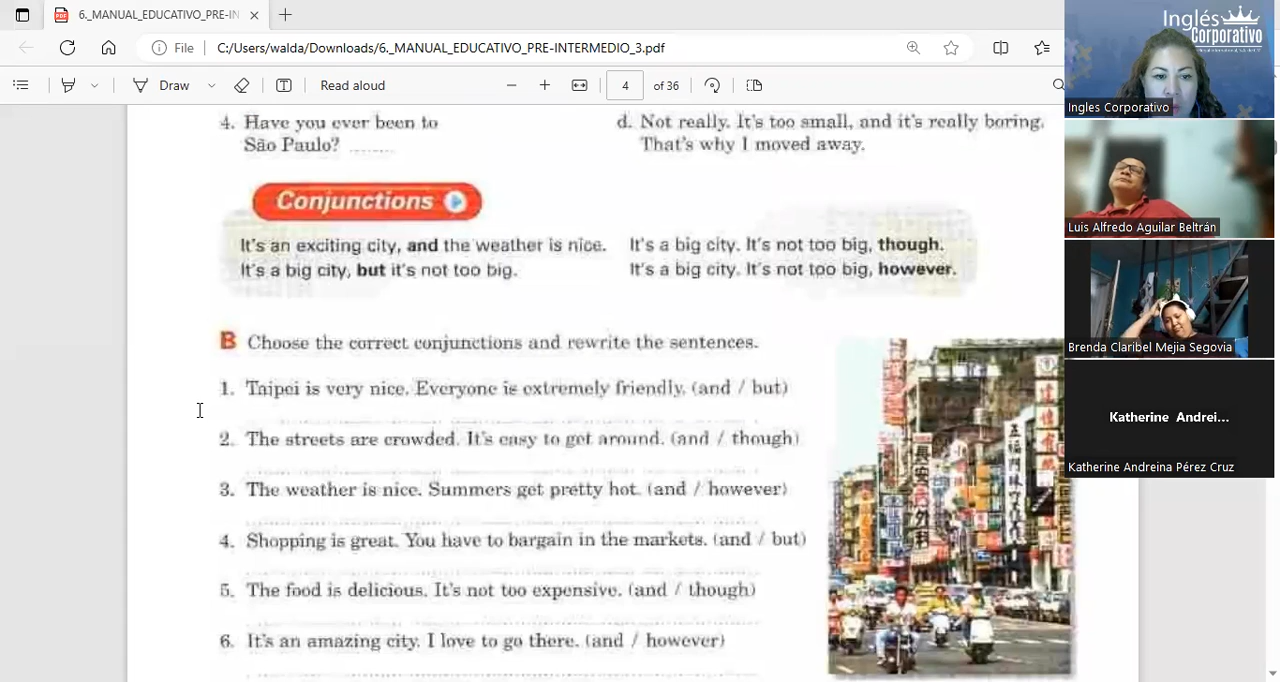 6._MANUAL_EDUCATIVO_PRE-IN
File
C:/Users/walda/Downloads/6._MANUAL_EDUCATIVO_PRE-INTERMEDIO_3.pdf
Draw
Read aloud
4
of 36
4. Have you ever been to
São Paulo? ........
d. Not really. It's too small, and it's really boring.
That's why I moved away.
Conjunctions
It's an exciting city, and the weather is nice.
It's a big city, but it's not too big.
It's a big city. It's not too big, though.
It's a big city. It's not too big, however.
B Choose the correct conjunctions and rewrite the sentences.
1. Taipei is very nice. Everyone is extremely friendly. (and / but)
2. The streets are crowded. It's easy to get around. (and / though)
3. The weather is nice. Summers get pretty hot. (and / however)
4. Shopping is great. You have to bargain in the markets. (and / but)
5. The food is delicious. It's not too expensive. (and / though)
6. It's an amazing city. I love to go there. (and / however)
Inglés
Corporativo
Ingles Corporativo
Luis Alfredo Aguilar Beltrán
Brenda Claribel Mejia Segovia
Katherine Andrei...
Katherine Andreina Pérez Cruz